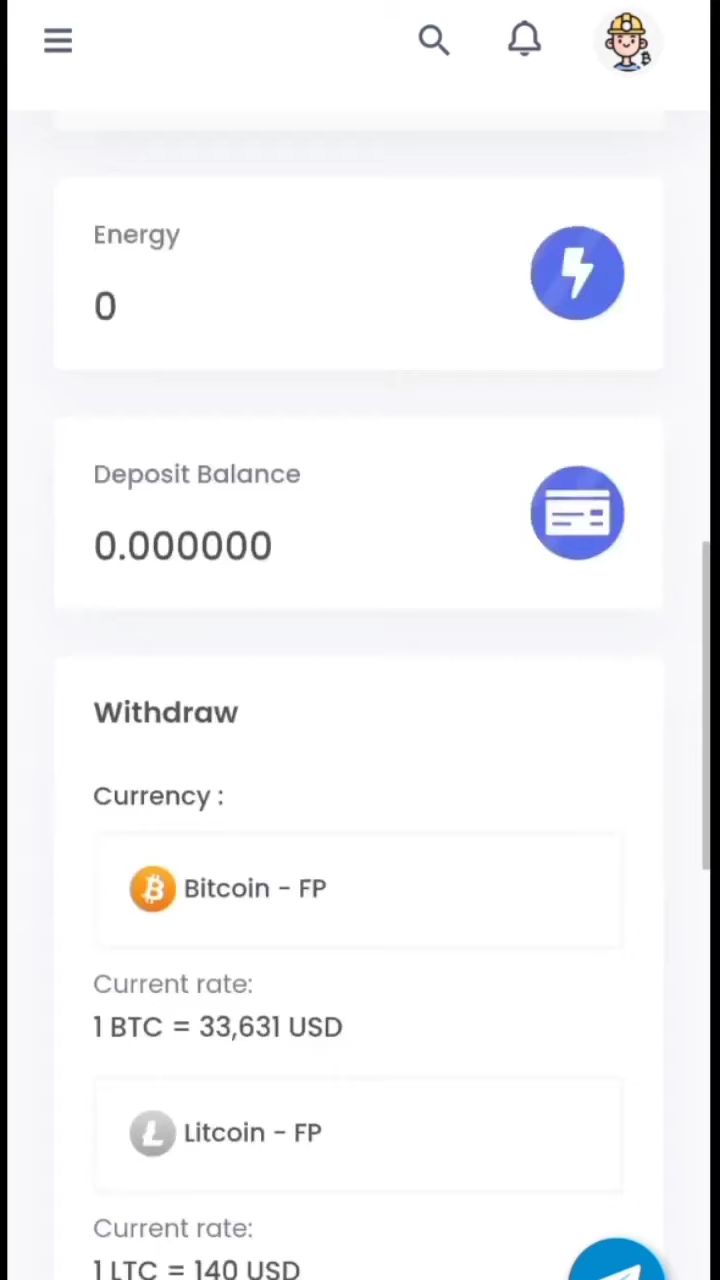 Energy
0
Deposit Balance
0.000000
Withdraw
Currency :
Bitcoin - FP
Current rate:
1 BTC = 33,631 USD
Litcoin - FP
Current rate:
1 LTC = 140 USD